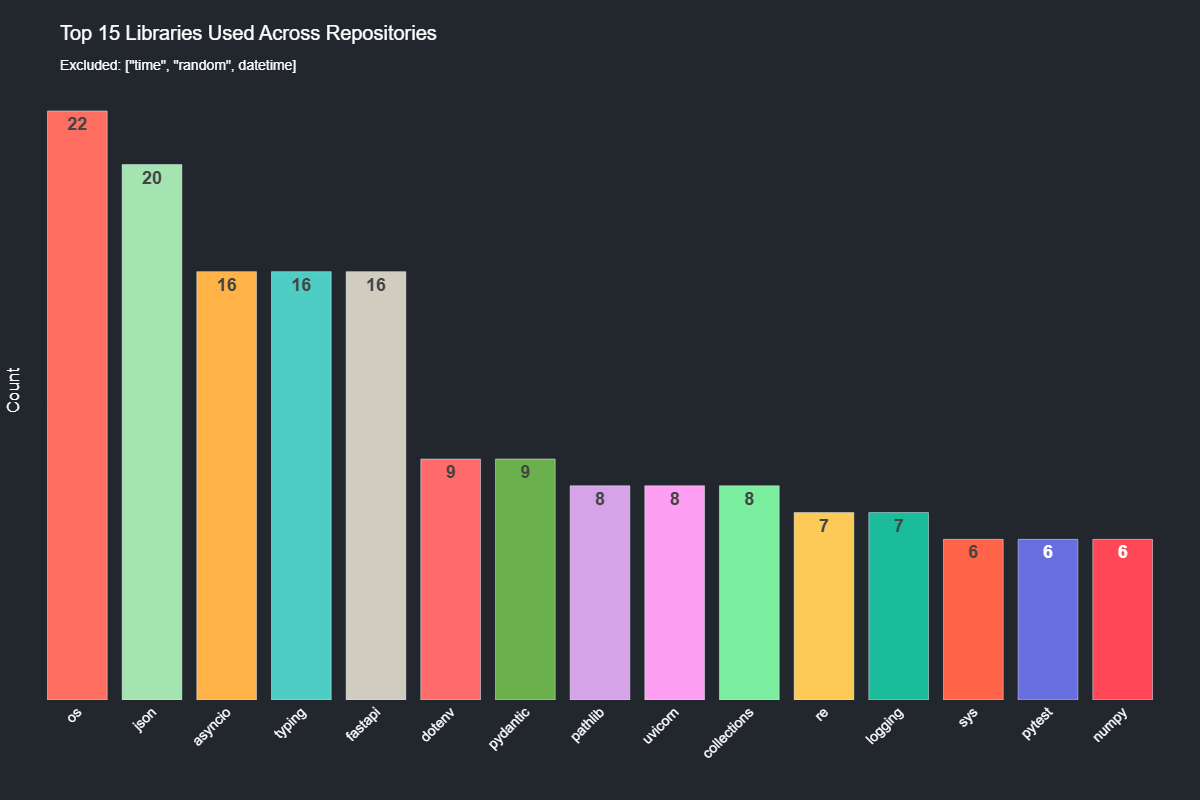 Top 15 Libraries Used Across Repositories
Excluded: ["time", "random", datetime]
Count
22
20
16
16
16
9
9
8
8
8
7
7
6
6
6
os
json
asyncio
typing
fastapi
dotenv
pydantic
pathlib
uvicorn
collections
re
logging
sys
pytest
numpy